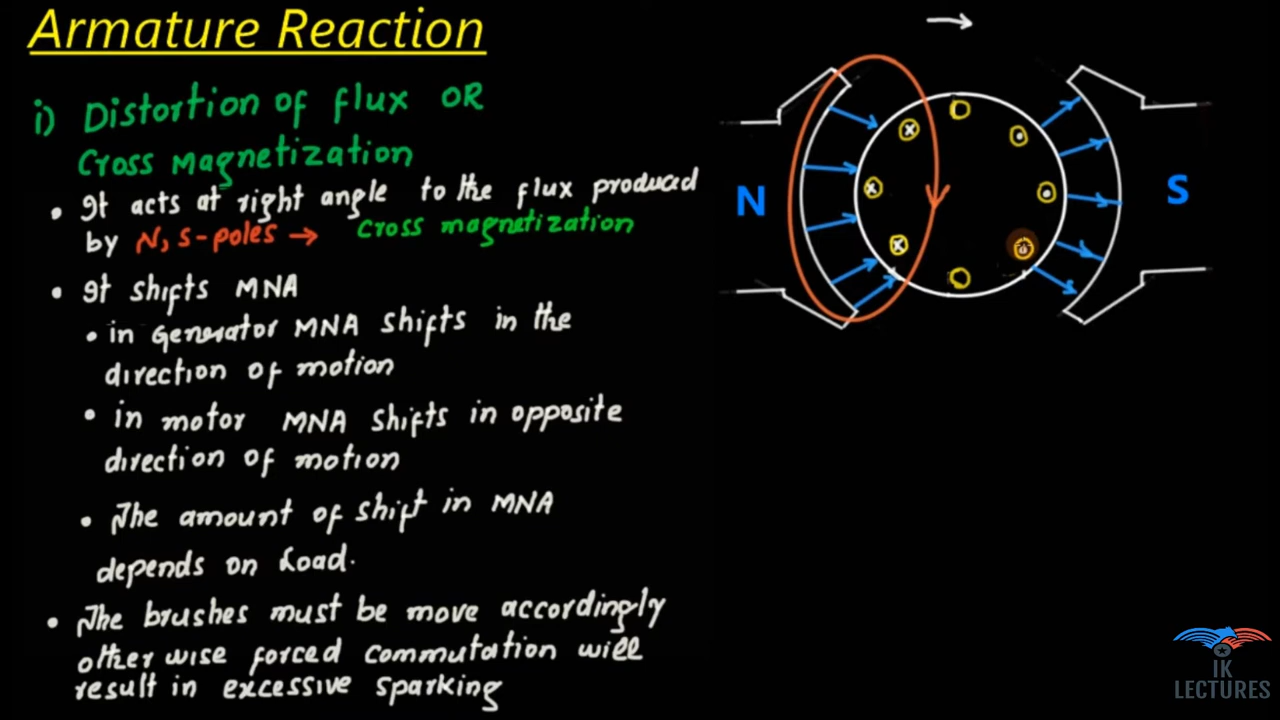 Armature Reaction
i) Distortion of flux OR
Cross magnetization
• It acts at right angle to the flux produced
by N, S-poles → Cross magnetization
• It shifts MNA
• in Generator MNA shifts in the
direction of motion
• in motor MNA shifts in opposite
direction of motion
• The amount of shift in MNA
depends on Load.
• The brushes must be move accordingly
otherwise forced commutation will
result in excessive sparking
N
S
IK
LECTURES